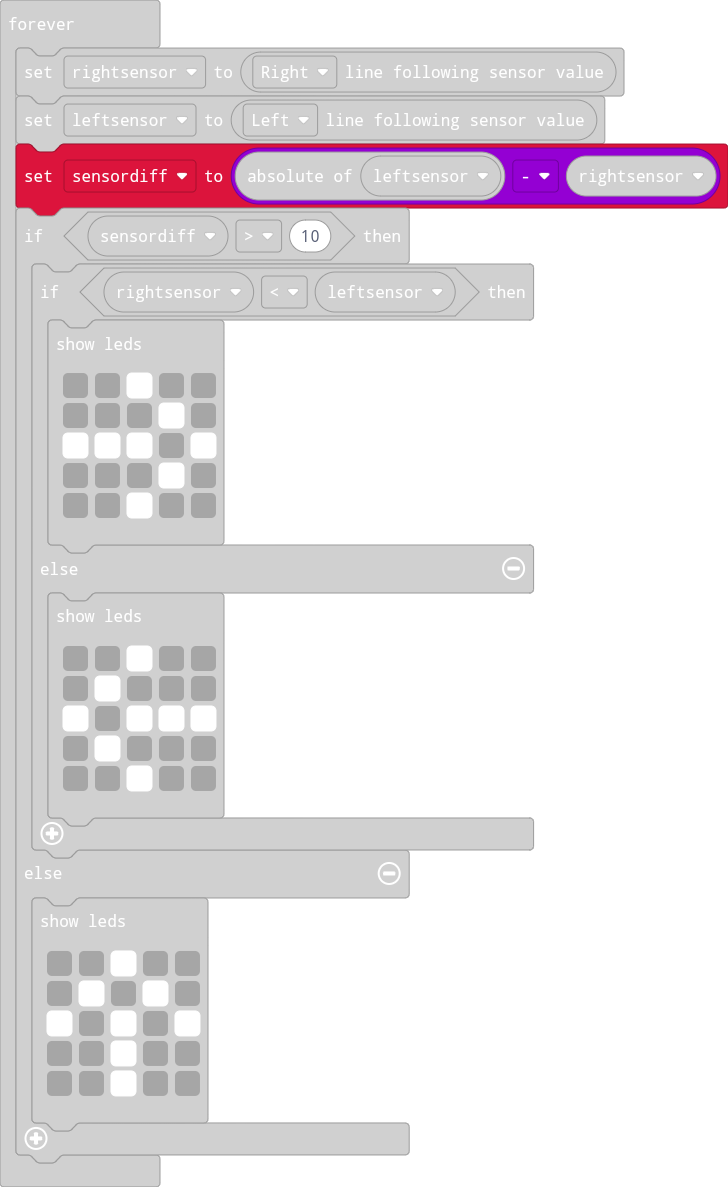 forever
set rightsensor to Right line following sensor value
set leftsensor to Left line following sensor value
set sensordiff to absolute of leftsensor - rightsensor
if sensordiff > 10 then
if rightsensor < leftsensor then
show leds
else
show leds
else
show leds